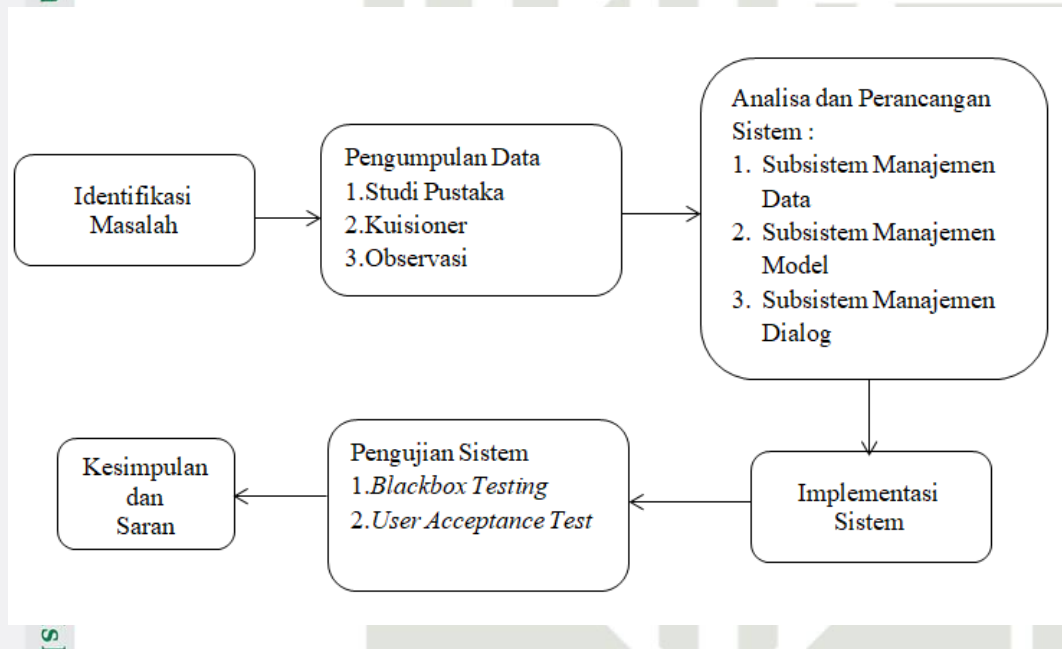 Identifikasi
Masalah
Pengumpulan Data
1.Studi Pustaka
2.Kuisioner
3.Observasi
Analisa dan Perancangan
Sistem :
1. Subsistem Manajemen
Data
2. Subsistem Manajemen
Model
3. Subsistem Manajemen
Dialog
Implementasi
Sistem
Pengujian Sistem
1.Blackbox Testing
2.User Acceptance Test
Kesimpulan
dan
Saran